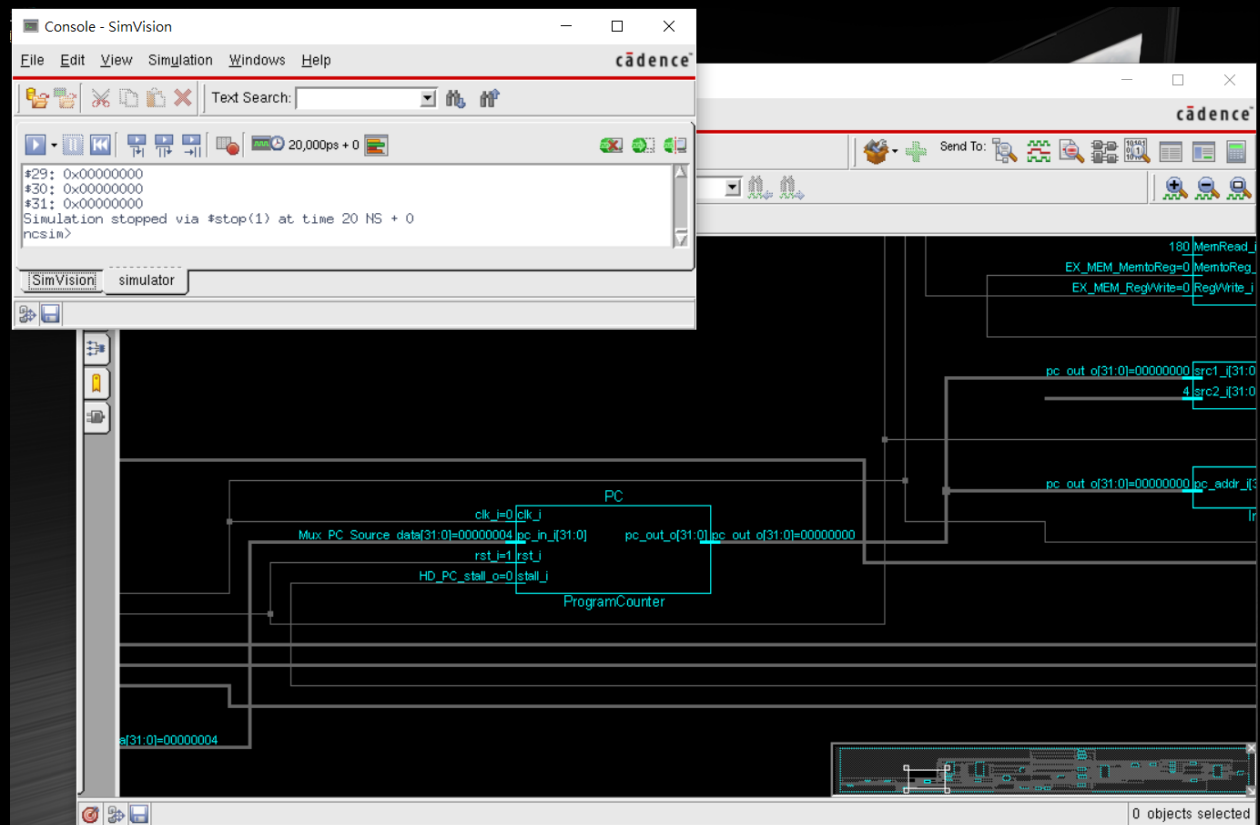 Console - SimVision
File Edit View Simulation Windows Help
cādence
Text Search:
20,000ps + 0
$29: 0x00000000
$30: 0x00000000
$31: 0x00000000
Simulation stopped via $stop(1) at time 20 NS + 0
ncsim>
SimVision simulator
cādence
Send To:
180 MemRead_i
EX_MEM_MemtoReg=0 MemtoReg_
EX_MEM_RegWrite=0 RegWrite_i
pc_out_o[31:0]=00000000 src1_i[31:0
4 src2_i[31:0
pc_out_o[31:0]=00000000 pc_addr_i[3
PC
clk_i=0 clk_i
Mux_PC_Source_data[31:0]=00000004 pc_in_i[31:0] pc_out_o[31:0] pc_out_o[31:0]=00000000
rst_i=1 rst_i
HD_PC_stall_o=0 stall_i
ProgramCounter
a[31:0]=00000004
0 objects selected